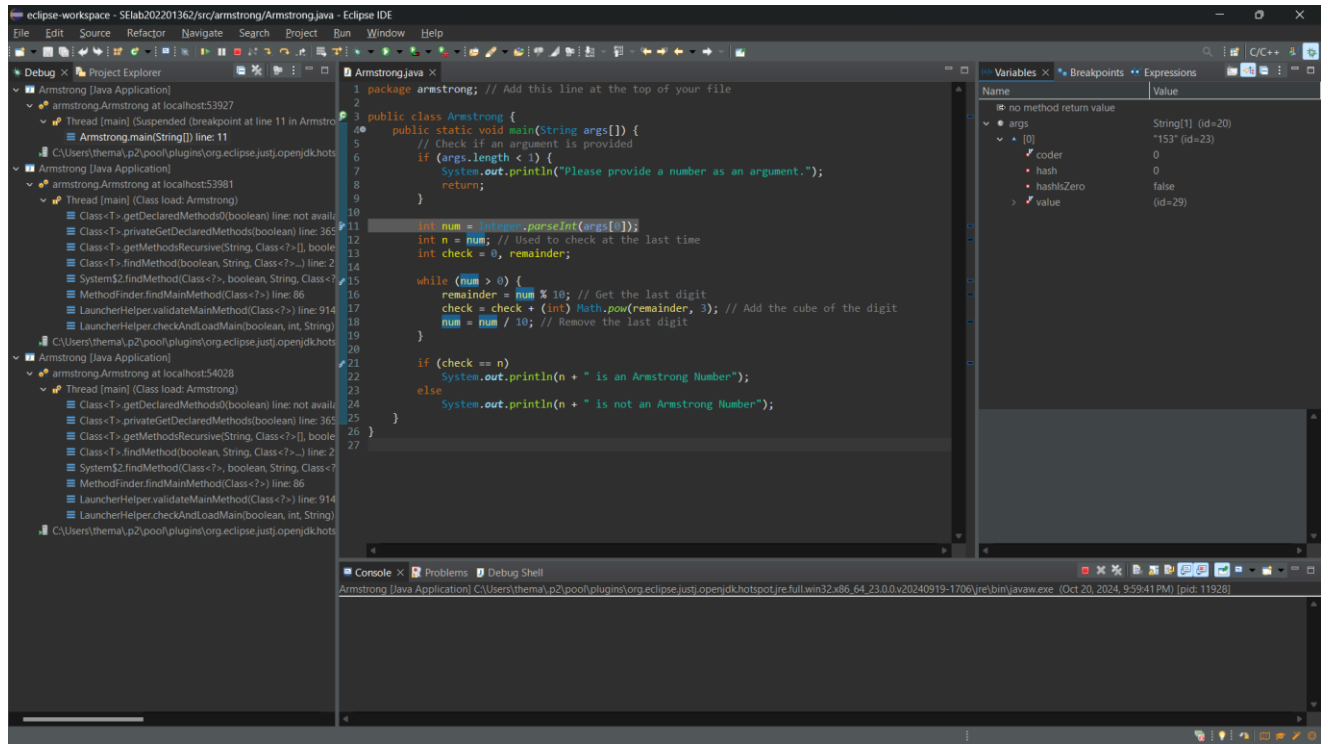 eclipse-workspace - SElab202201362/src/armstrong/Armstrong.java - Eclipse IDE
File Edit Source Refactor Navigate Search Project Run Window Help
C/C++
Debug Project Explorer
Armstrong [Java Application]
armstrong.Armstrong at localhost:53927
Thread [main] (Suspended (breakpoint at line 11 in Armstro
Armstrong.main(String[]) line: 11
C:\Users\thema\.p2\pool\plugins\org.eclipse.justj.openjdk.hots
Armstrong [Java Application]
armstrong.Armstrong at localhost:53981
Thread [main] (Class load: Armstrong)
Class<T>.getDeclaredMethods0(boolean) line: not availa
Class<T>.privateGetDeclaredMethods(boolean) line: 365
Class<T>.getMethodsRecursive(String, Class<?>[], boole
Class<T>.findMethod(boolean, String, Class<?>...) line: 2
System$2.findMethod(Class<?>, boolean, String, Class<?
MethodFinder.findMainMethod(Class<?>) line: 86
LauncherHelper.validateMainMethod(Class<?>) line: 914
LauncherHelper.checkAndLoadMain(boolean, int, String)
C:\Users\thema\.p2\pool\plugins\org.eclipse.justj.openjdk.hots
Armstrong [Java Application]
armstrong.Armstrong at localhost:54028
Thread [main] (Class load: Armstrong)
Class<T>.getDeclaredMethods0(boolean) line: not availa
Class<T>.privateGetDeclaredMethods(boolean) line: 365
Class<T>.getMethodsRecursive(String, Class<?>[], boole
Class<T>.findMethod(boolean, String, Class<?>...) line: 2
System$2.findMethod(Class<?>, boolean, String, Class<?
MethodFinder.findMainMethod(Class<?>) line: 86
LauncherHelper.validateMainMethod(Class<?>) line: 914
LauncherHelper.checkAndLoadMain(boolean, int, String)
C:\Users\thema\.p2\pool\plugins\org.eclipse.justj.openjdk.hots
Armstrong.java
1 package armstrong; // Add this line at the top of your file
2
3 public class Armstrong {
4 public static void main(String args[]) {
5 // Check if an argument is provided
6 if (args.length < 1) {
7 System.out.println("Please provide a number as an argument.");
8 return;
9 }
10
11 int num = Integer.parseInt(args[0]);
12 int n = num; // Used to check at the last time
13 int check = 0, remainder;
14
15 while (num > 0) {
16 remainder = num % 10; // Get the last digit
17 check = check + (int) Math.pow(remainder, 3); // Add the cube of the digit
18 num = num / 10; // Remove the last digit
19 }
20
21 if (check == n)
22 System.out.println(n + " is an Armstrong Number");
23 else
24 System.out.println(n + " is not an Armstrong Number");
25 }
26 }
27
Variables Breakpoints Expressions
Name Value
no method return value
args String[1] (id=20)
[0] "153" (id=23)
coder 0
hash 0
hashIsZero false
value (id=29)
Console Problems Debug Shell
Armstrong [Java Application] C:\Users\thema\.p2\pool\plugins\org.eclipse.justj.openjdk.hotspot.jre.full.win32.x86_64_23.0.0.v20240919-1706\jre\bin\javaw.exe (Oct 20, 2024, 9:59:41 PM) [pid: 11928]